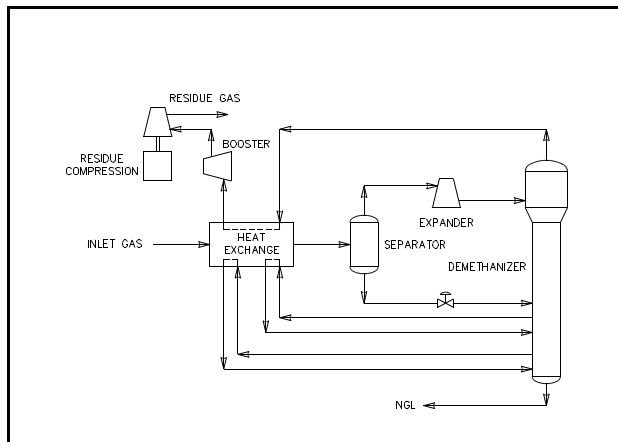 RESIDUE GAS
BOOSTER
RESIDUE
COMPRESSION
EXPANDER
INLET GAS
HEAT
EXCHANGE
SEPARATOR
DEMETHANIZER
NGL